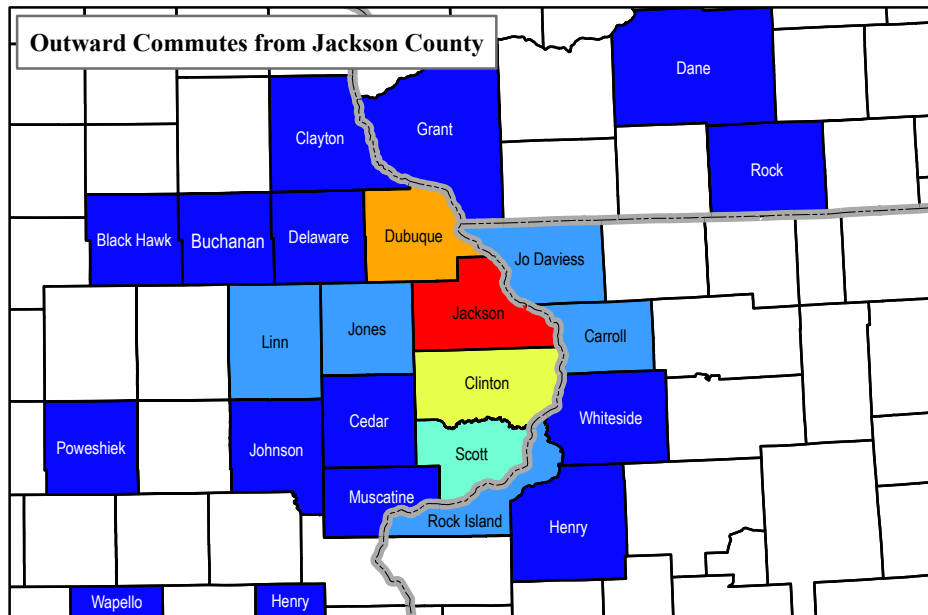 Outward Commutes from Jackson County
Dane
Grant
Clayton
Rock
Black Hawk
Buchanan
Delaware
Dubuque
Jo Daviess
Linn
Jones
Jackson
Carroll
Clinton
Cedar
Whiteside
Poweshiek
Johnson
Scott
Muscatine
Rock Island
Henry
Wapello
Henry